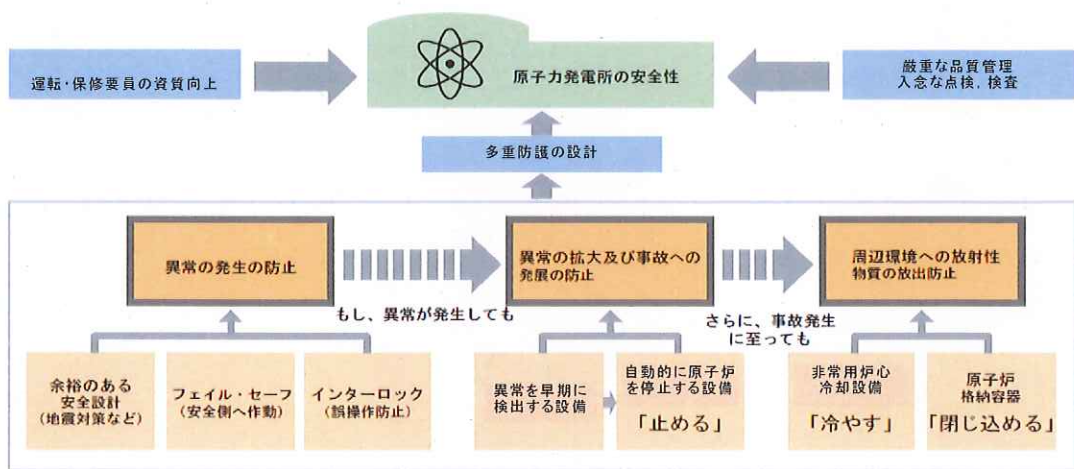 原子力発電所の安全性
運転・保修要員の資質向上
厳重な品質管理
入念な点検，検査
多重防護の設計
異常の発生の防止
もし、異常が発生しても
異常の拡大及び事故への
発展の防止
さらに、事故発生
に至っても
周辺環境への放射性
物質の放出防止
余裕のある
安全設計
(地震対策など)
フェイル・セーフ
(安全側へ作動)
インターロック
(誤操作防止)
異常を早期に
検出する設備
自動的に原子炉
を停止する設備
「止める」
非常用炉心
冷却設備
「冷やす」
原子炉
格納容器
「閉じ込める」